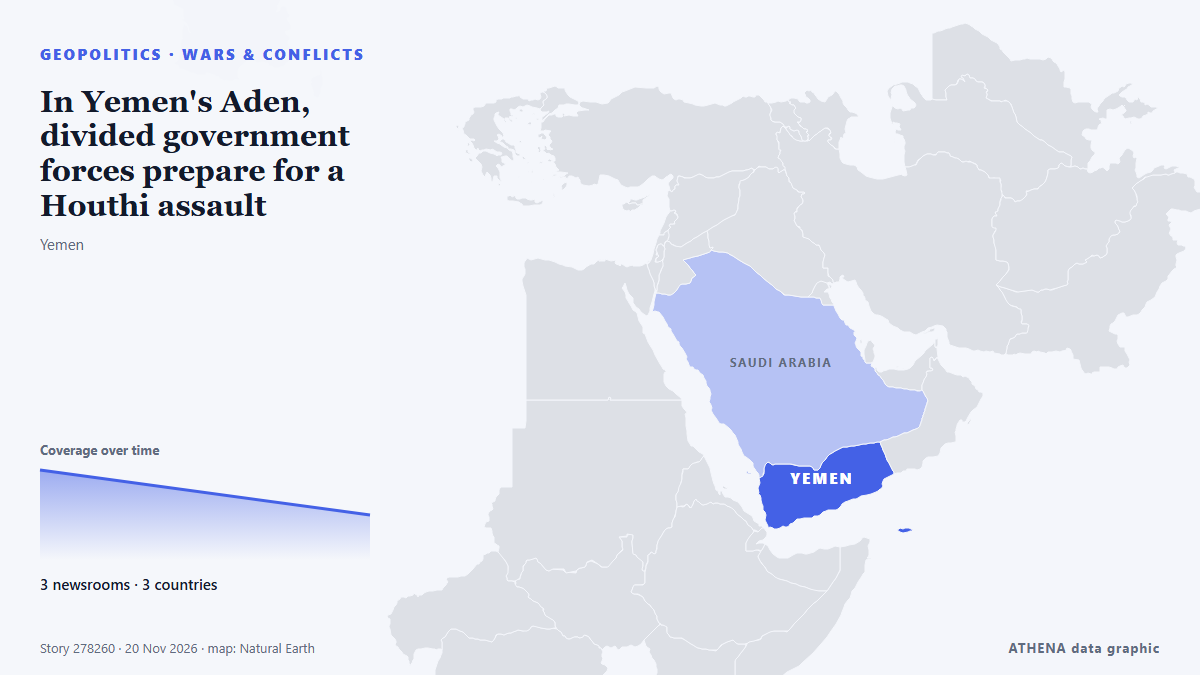 GEOPOLITICS · WARS & CONFLICTS
In Yemen's Aden,
divided government
forces prepare for a
Houthi assault
Yemen
SAUDI ARABIA
YEMEN
Coverage over time
3 newsrooms · 3 countries
Story 278260 · 20 Nov 2026 · map: Natural Earth
ATHENA data graphic